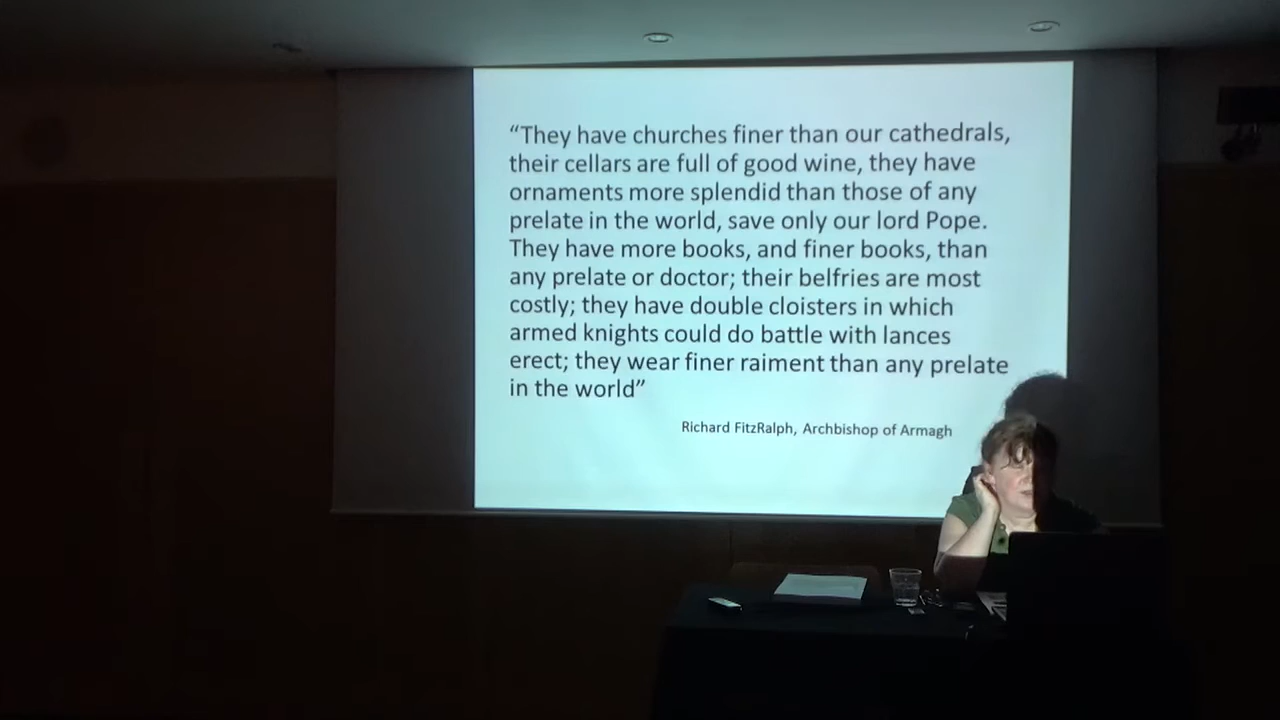 “They have churches finer than our cathedrals,
their cellars are full of good wine, they have
ornaments more splendid than those of any
prelate in the world, save only our lord Pope.
They have more books, and finer books, than
any prelate or doctor; their belfries are most
costly; they have double cloisters in which
armed knights could do battle with lances
erect; they wear finer raiment than any prelate
in the world”
Richard FitzRalph, Archbishop of Armagh